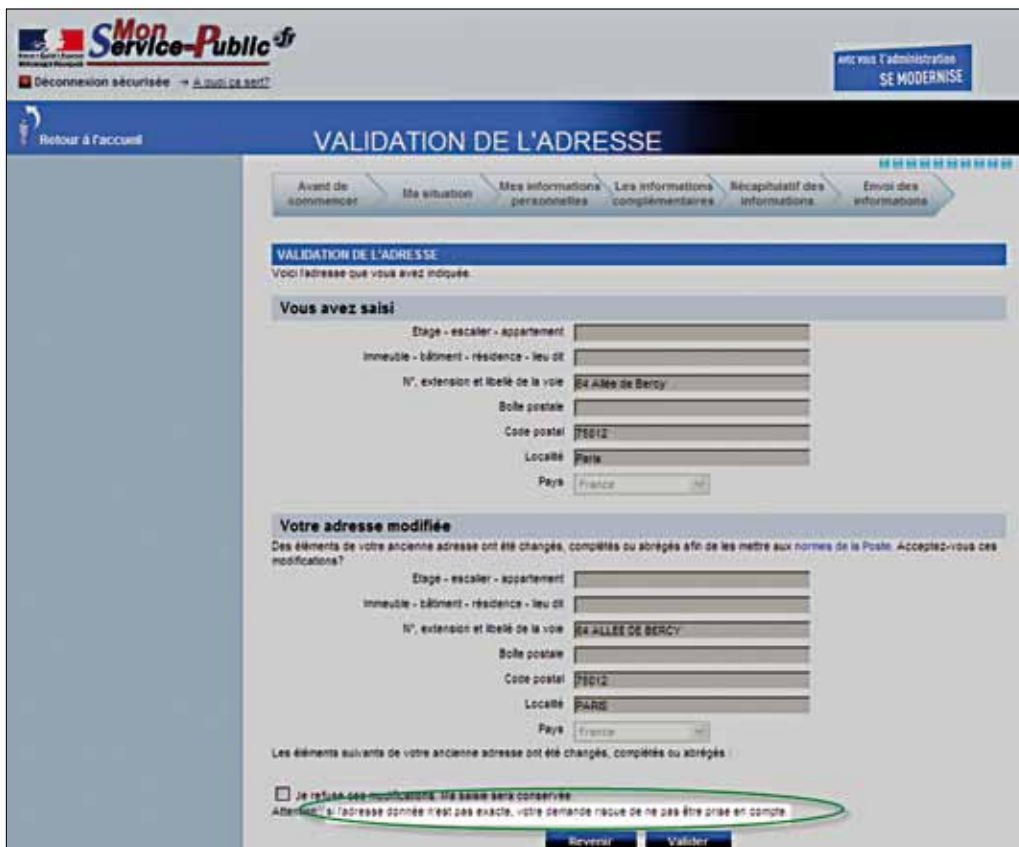 Mon
Service-Public.fr
Déconnexion sécurisée → A quoi ça sert?
avec vous l'administration
SE MODERNISE
Retour à l'accueil
VALIDATION DE L'ADRESSE
Avant de commencer
Ma situation
Mes informations personnelles
Les informations complémentaires
Récapitulatif des informations
Envoi des informations
VALIDATION DE L'ADRESSE
Voici l'adresse que vous avez indiquée
Vous avez saisi
Etage - escalier - appartement
Immeuble - bâtiment - résidence - lieu dit
N°, extension et libellé de la voie 64 Allée de Bercy
Boîte postale
Code postal 75012
Localité Paris
Pays France
Votre adresse modifiée
Des éléments de votre ancienne adresse ont été changés, complétés ou abrégés afin de les mettre aux normes de la Poste. Acceptez-vous ces
modifications?
Etage - escalier - appartement
Immeuble - bâtiment - résidence - lieu dit
N°, extension et libellé de la voie 64 ALLEE DE BERCY
Boîte postale
Code postal 75012
Localité PARIS
Pays France
Les éléments suivants de votre ancienne adresse ont été changés, complétés ou abrégés :
Je refuse ces modifications. Ma saisie sera conservée
Attention, si l'adresse donnée n'est pas exacte, votre demande risque de ne pas être prise en compte
Revenir Valider